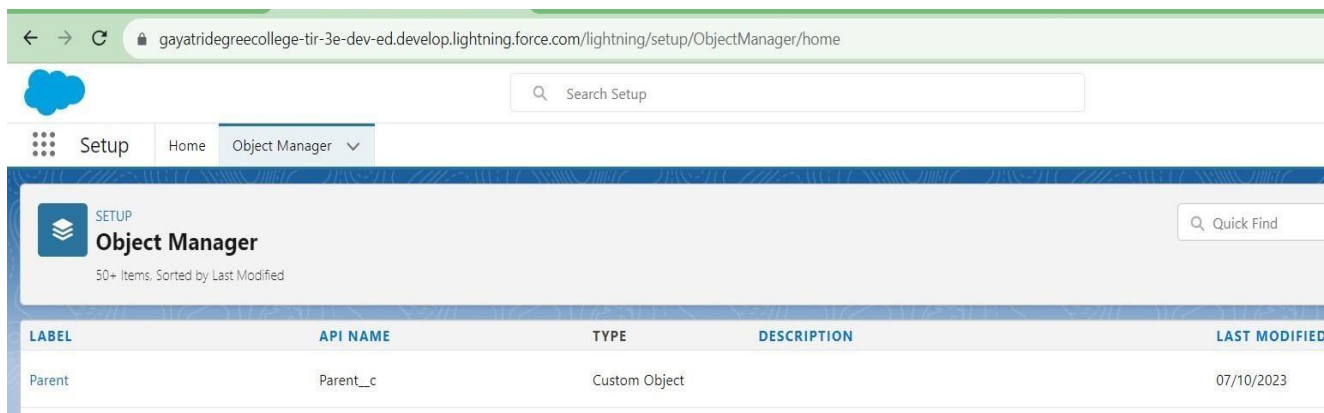 gayatridegreecollege-tir-3e-dev-ed.develop.lightning.force.com/lightning/setup/ObjectManager/home
Search Setup
Setup Home Object Manager
SETUP
Object Manager
Quick Find
50+ Items, Sorted by Last Modified
LABEL API NAME TYPE DESCRIPTION LAST MODIFIED
Parent Parent__c Custom Object 07/10/2023